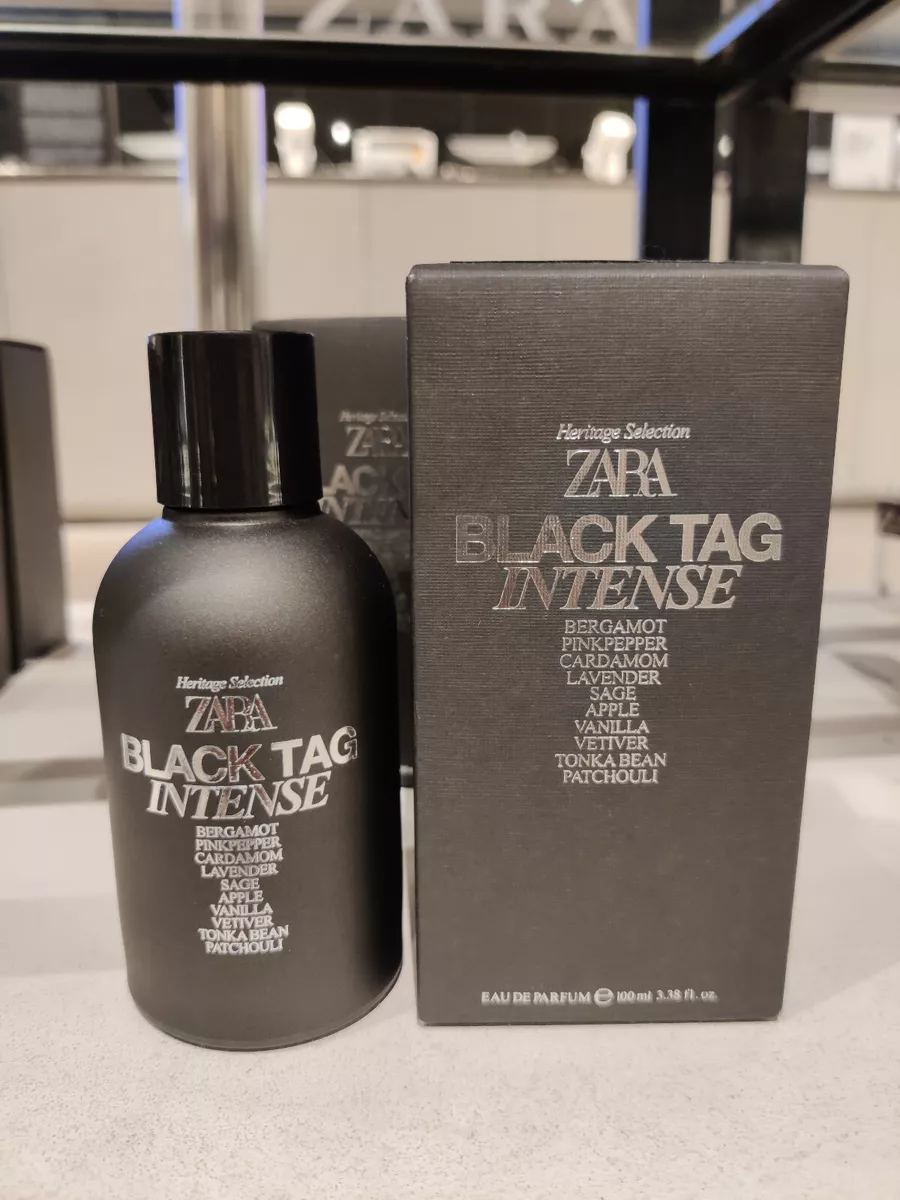 ZARA
Heritage Selection
ZARA
BLACK TAG
INTENSE
BERGAMOT
PINKPEPPER
CARDAMOM
LAVENDER
SAGE
APPLE
VANILLA
VETIVER
TONKA BEAN
PATCHOULI
Heritage Selection
ZARA
BLACK TAG
INTENSE
BERGAMOT
PINKPEPPER
CARDAMOM
LAVENDER
SAGE
APPLE
VANILLA
VETIVER
TONKA BEAN
PATCHOULI
EAU DE PARFUM e 100 ml 3.38 fl. oz.